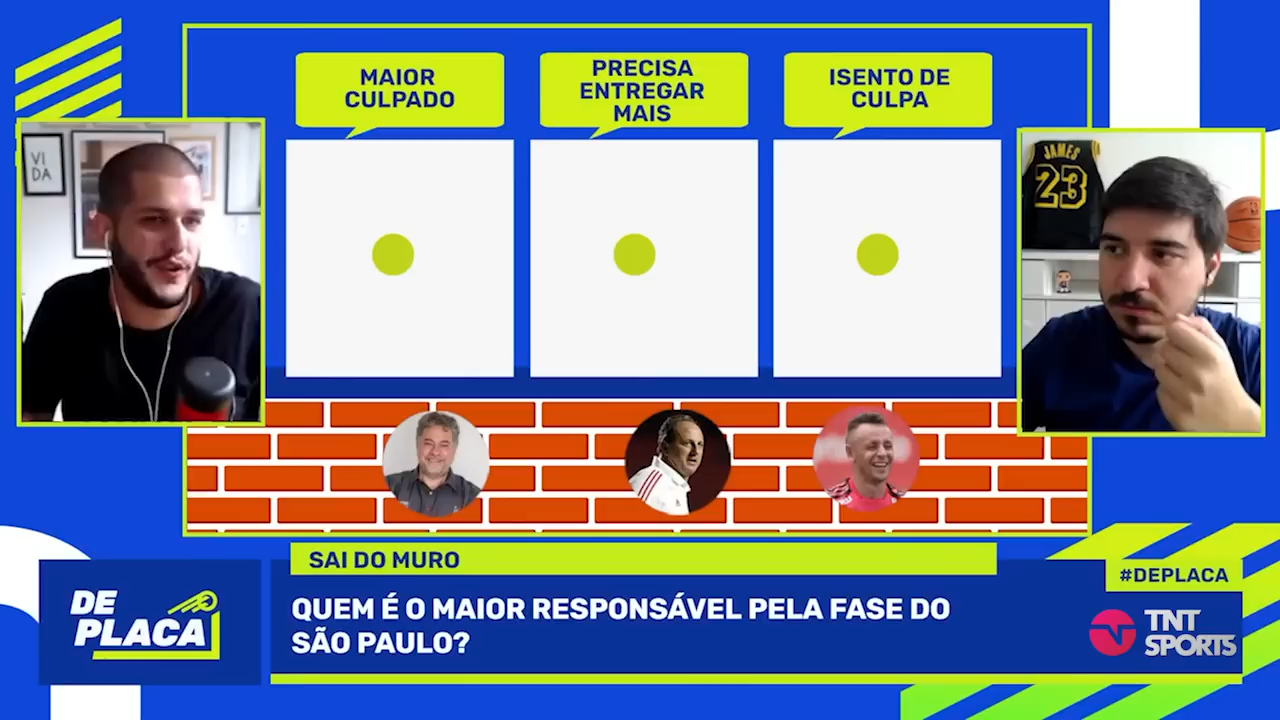 MAIOR
CULPADO
PRECISA
ENTREGAR
MAIS
ISENTO DE
CULPA
VI
DA
JAMES
23
SAI DO MURO
#DEPLACA
DE
PLACA
QUEM É O MAIOR RESPONSÁVEL PELA FASE DO
SÃO PAULO?
TNT
SPORTS